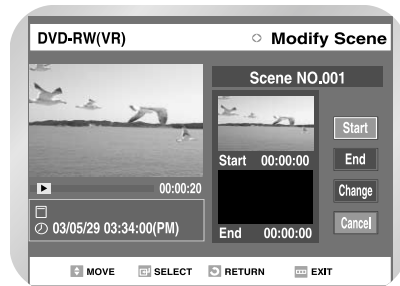 DVD-RW(VR)
Modify Scene
Scene NO.001
Start 00:00:00
End 00:00:00
Start
End
Change
Cancel
00:00:20
03/05/29 03:34:00(PM)
MOVE SELECT RETURN EXIT